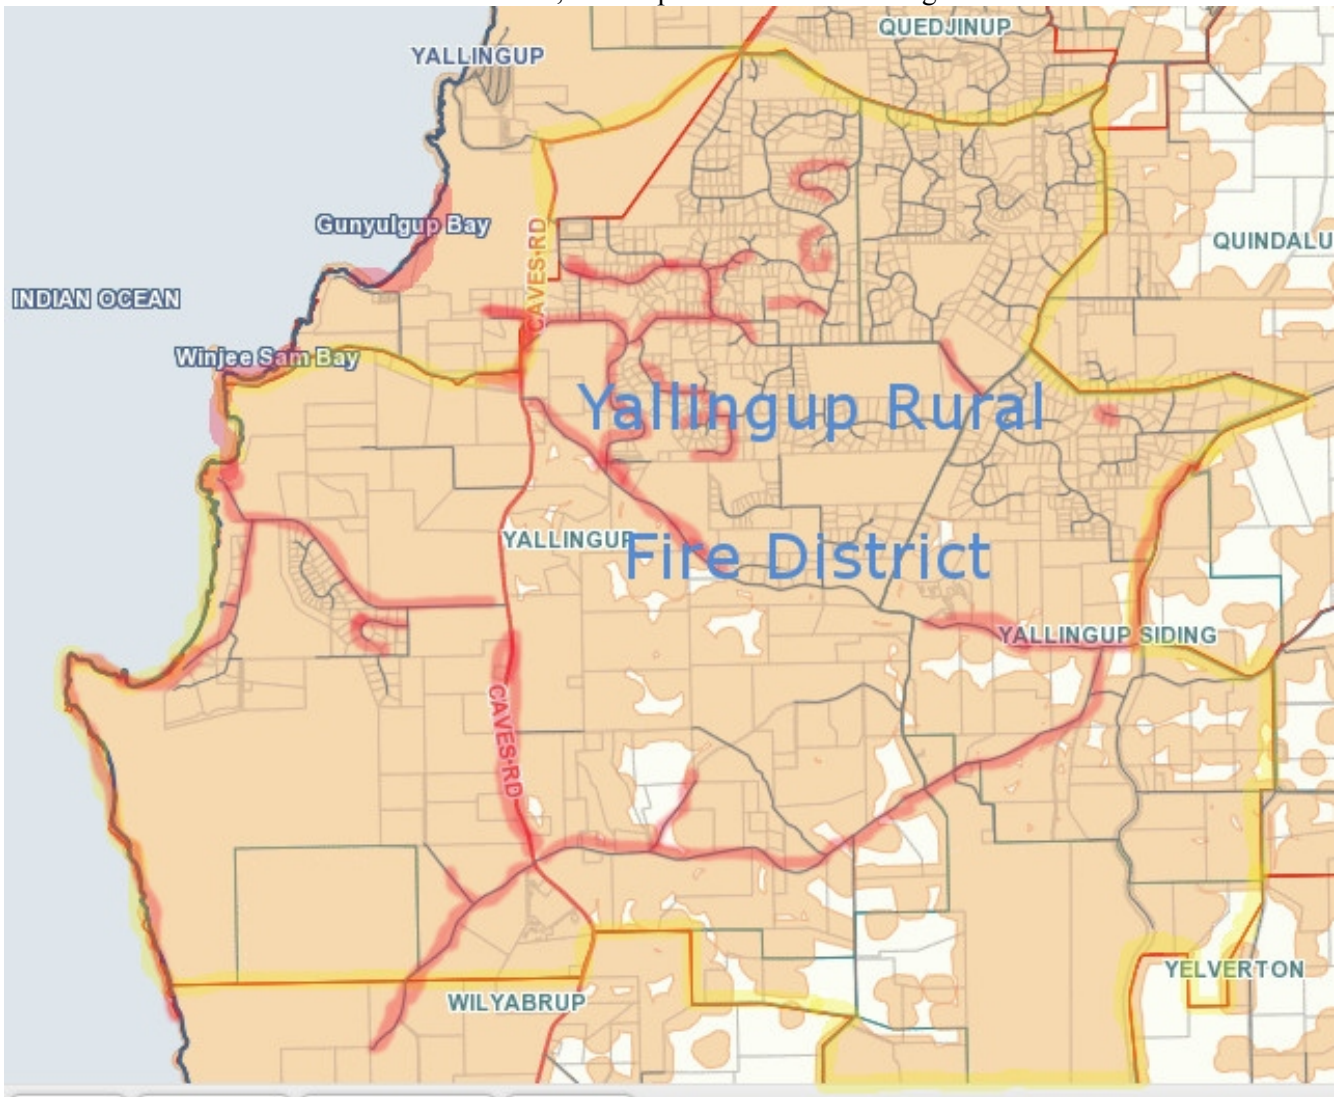 QUEDJINUP
YALLINGUP
Gunyulgup Bay
CAVES RD
QUINDALU
INDIAN OCEAN
Winjee Sam Bay
Yallingup Rural
YALLINGUP
Fire District
YALLINGUP SIDING
CAVES RD
YELVERTON
WILYABRUP